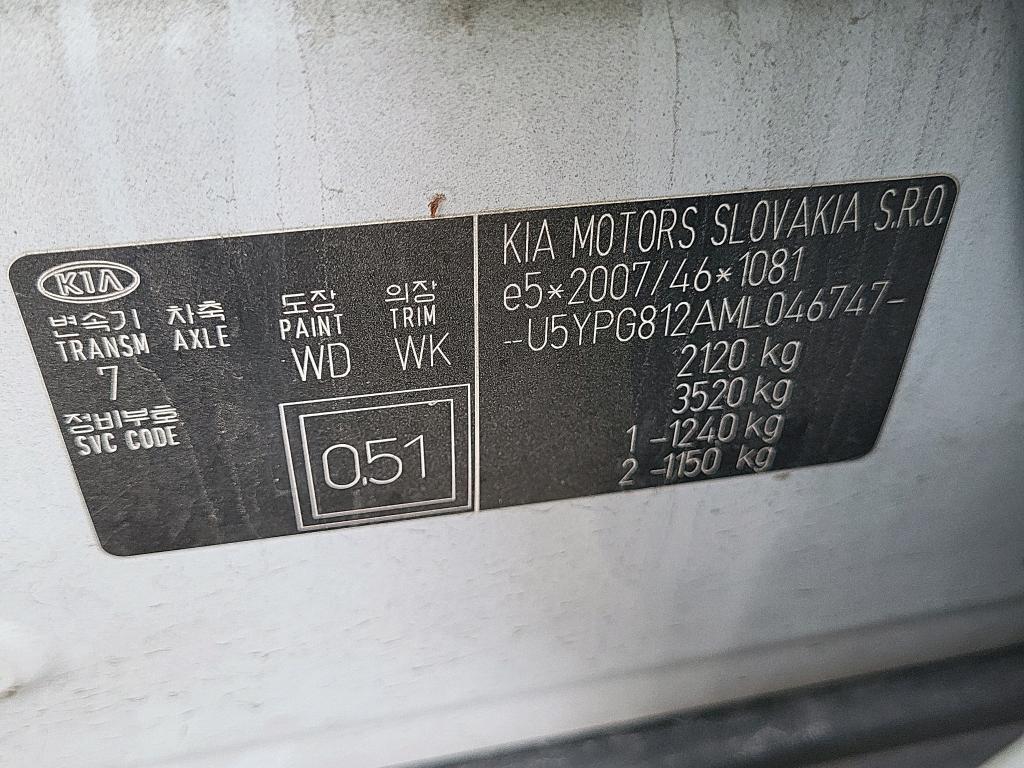 KIA
변속기 차축 도장 의장
TRANSM AXLE PAINT TRIM
7 WD WK
정비부호
SVC CODE
0.51
KIA MOTORS SLOVAKIA S.R.O.
e5*2007/46*1081
--U5YPG812AML046747-
2120 kg
3520 kg
1 -1240 kg
2 -1150 kg